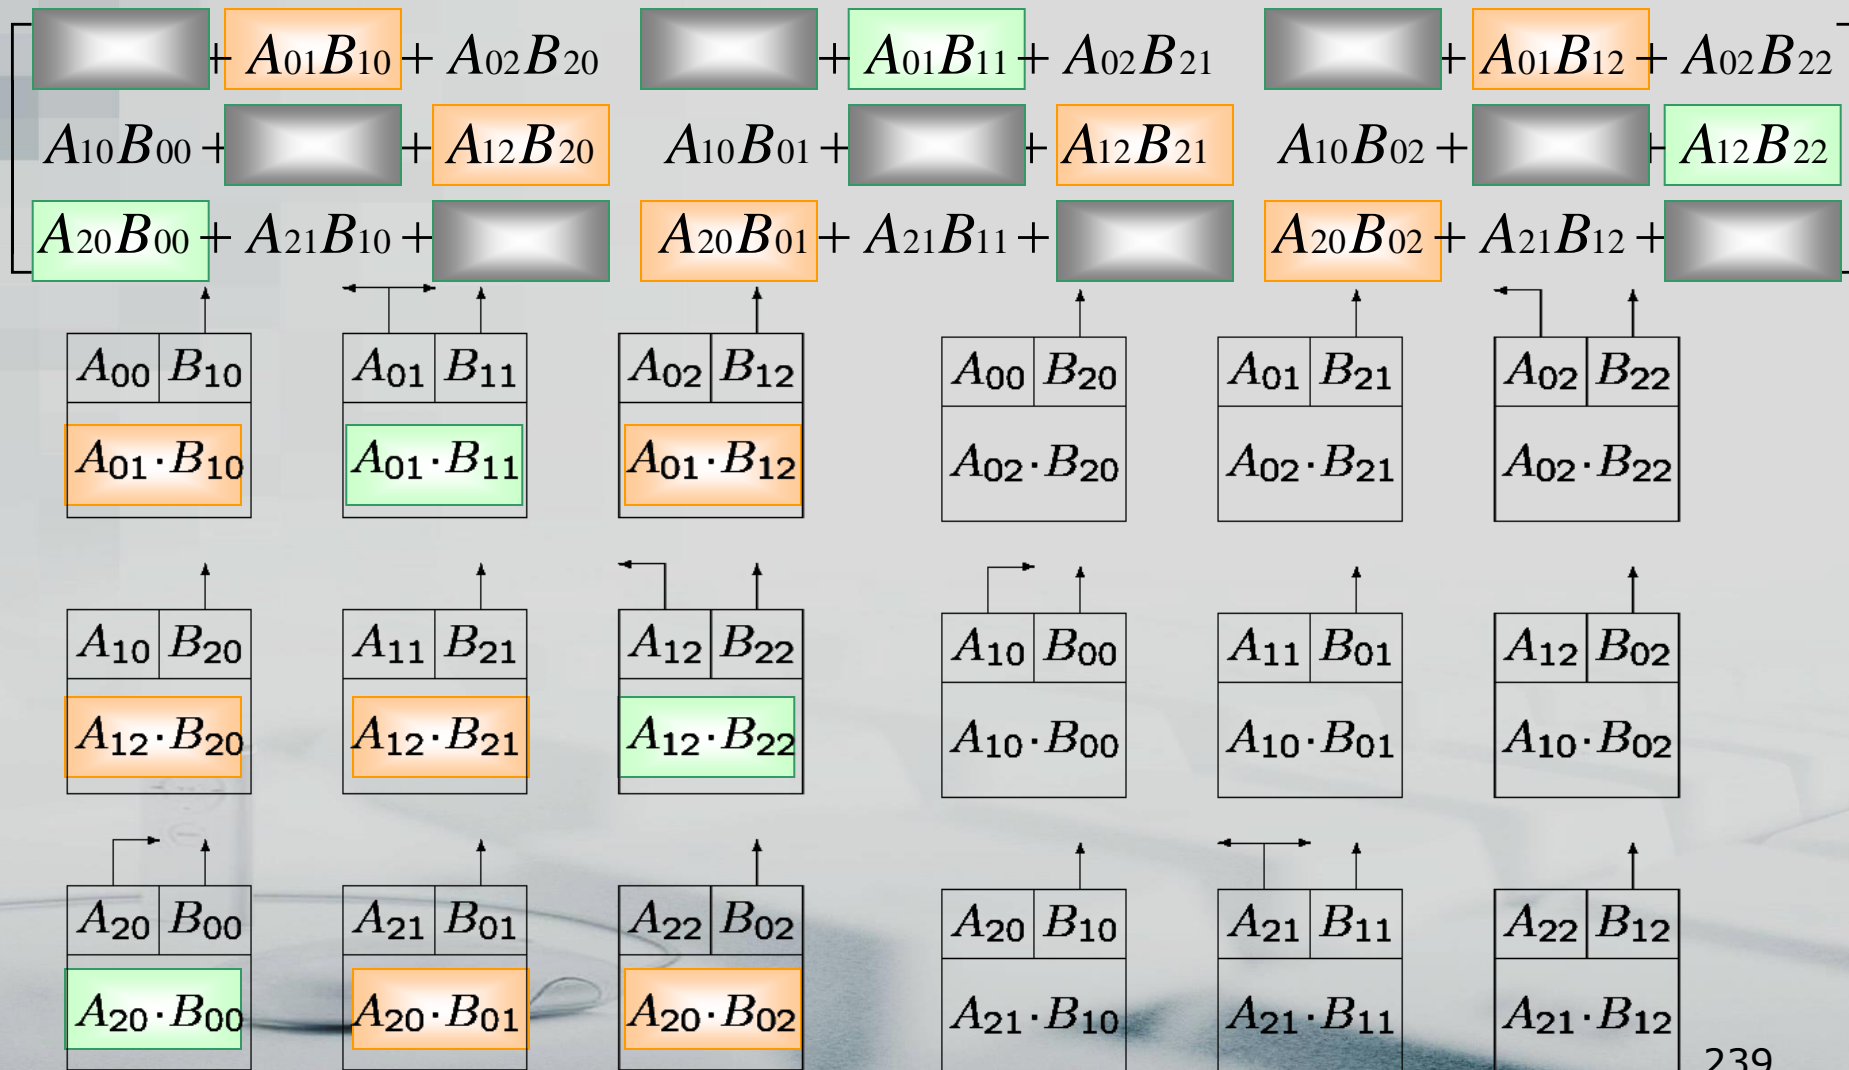 + A01B10 + A02B20 + A01B11 + A02B21 + A01B12 + A02B22
A10B00 + + A12B20 A10B01 + + A12B21 A10B02 + + A12B22
A20B00 + A21B10 + A20B01 + A21B11 + A20B02 + A21B12 +
A00 B10 A01 B11 A02 B12 A00 B20 A01 B21 A02 B22
A01·B10 A01·B11 A01·B12 A02·B20 A02·B21 A02·B22
A10 B20 A11 B21 A12 B22 A10 B00 A11 B01 A12 B02
A12·B20 A12·B21 A12·B22 A10·B00 A10·B01 A10·B02
A20 B00 A21 B01 A22 B02 A20 B10 A21 B11 A22 B12
A20·B00 A20·B01 A20·B02 A21·B10 A21·B11 A21·B12
239